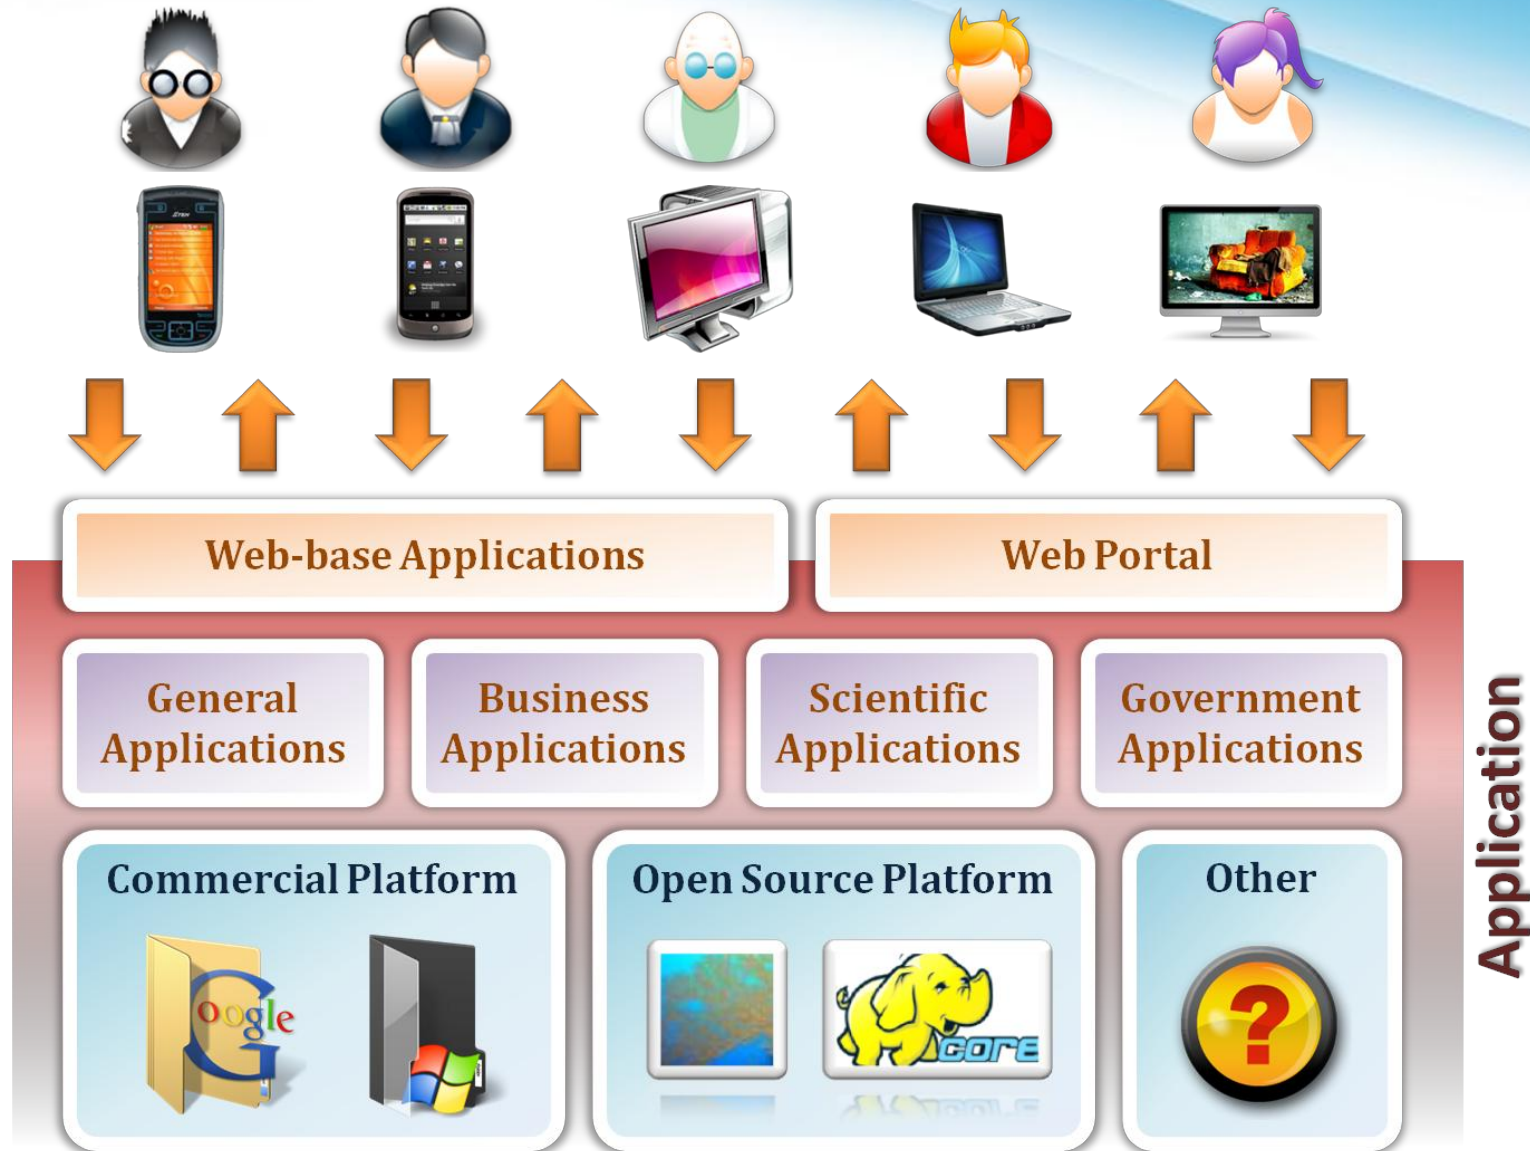 Web-base Applications
Web Portal
General
Applications
Business
Applications
Scientific
Applications
Government
Applications
Application
Commercial Platform
Open Source Platform
Other
Google
core
?